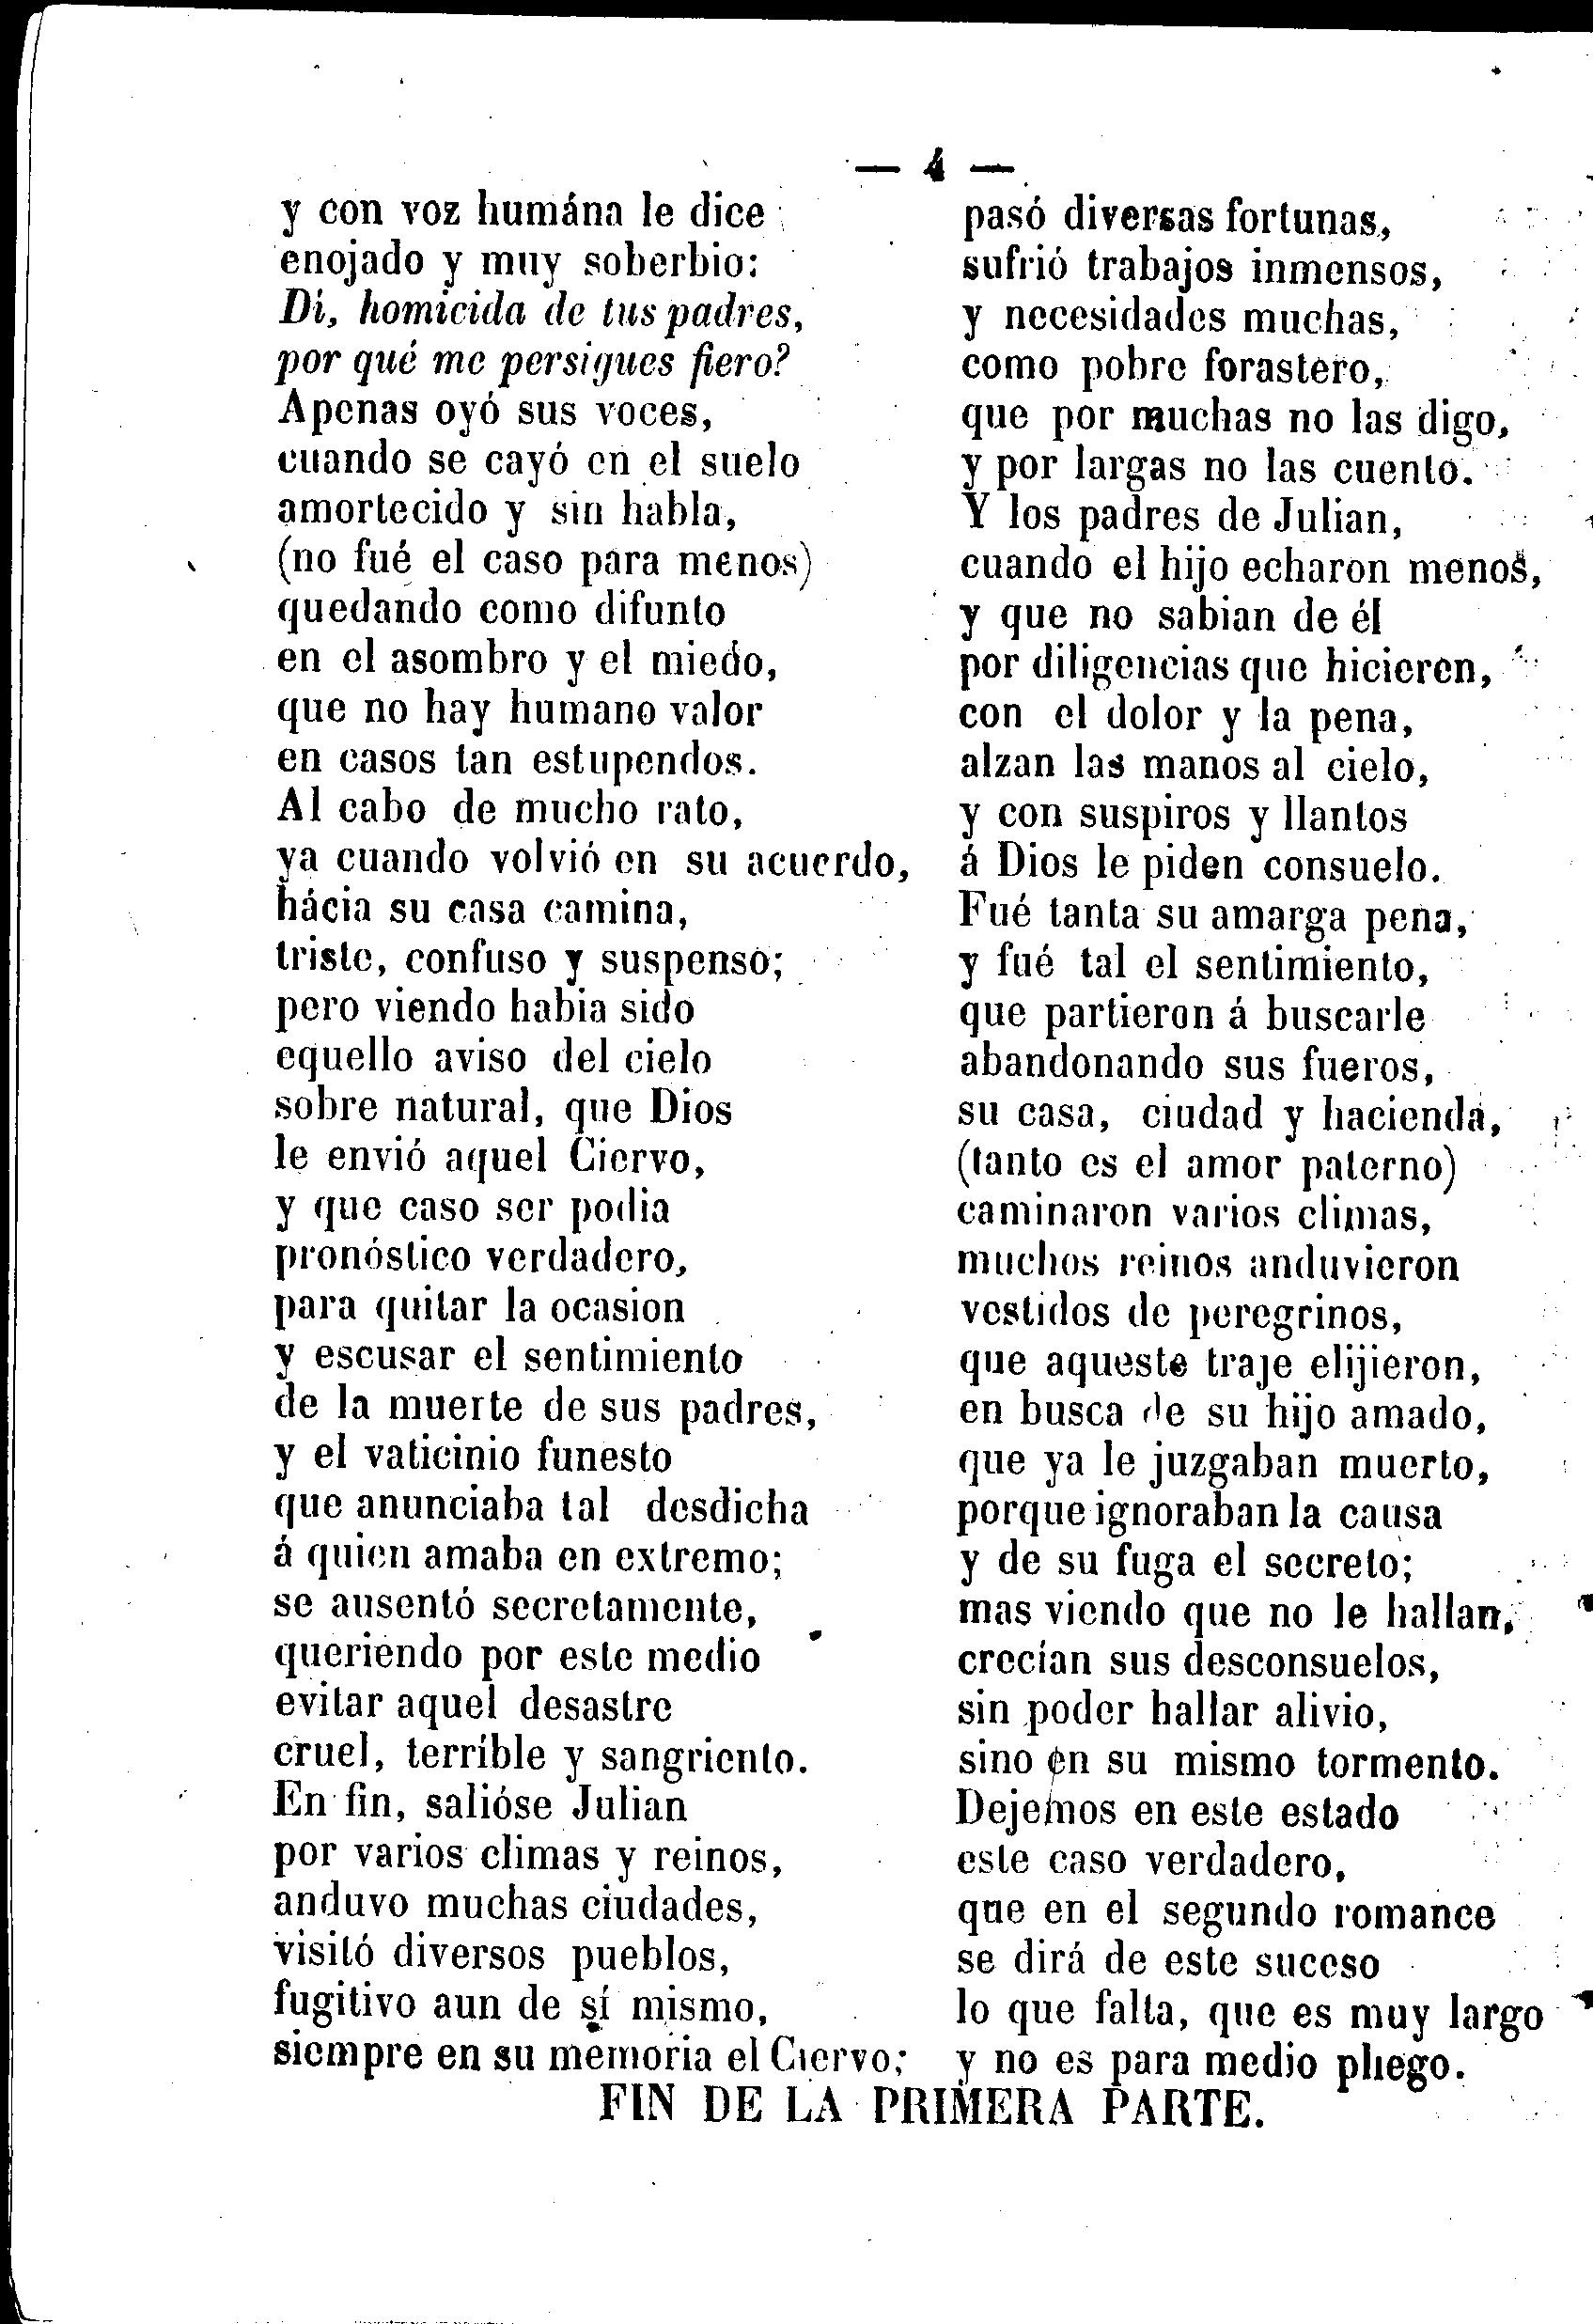 — 4 —
y con voz humána le dice
enojado y muy soberbio:
Di, homicida de tus padres,
por qué me persigues fiero?
Apenas oyó sus voces,
cuando se cayó en el suelo
amortecido y sin habla,
(no fué el caso para menos)
quedando como difunto
en el asombro y el miedo,
que no hay humano valor
en casos tan estupendos.
Al cabo de mucho rato,
ya cuando volvió en su acuerdo,
hácia su casa camina,
triste, confuso y suspenso;
pero viendo habia sido
equello aviso del cielo
sobre natural, que Dios
le envió aquel Ciervo,
y que caso ser podia
pronóstico verdadero,
para quitar la ocasion
y escusar el sentimiento
de la muerte de sus padres,
y el vaticinio funesto
que anunciaba tal desdicha
á quien amaba en extremo;
se ausentó secretamente,
queriendo por este medio
evitar aquel desastre
cruel, terrible y sangriento.
En fin, salióse Julian
por varios climas y reinos,
anduvo muchas ciudades,
visitó diversos pueblos,
fugitivo aun de sí mismo,
siempre en su memoria el Ciervo;
pasó diversas fortunas,
sufrió trabajos inmensos,
y necesidades muchas,
como pobre forastero,
que por muchas no las digo,
y por largas no las cuento.
Y los padres de Julian,
cuando el hijo echaron menos,
y que no sabian de él
por diligencias que hicieren,
con el dolor y la pena,
alzan las manos al cielo,
y con suspiros y llantos
á Dios le piden consuelo.
Fué tanta su amarga pena,
y fué tal el sentimiento,
que partieron á buscarle
abandonando sus fueros,
su casa, ciudad y hacienda,
(tanto es el amor paterno)
caminaron varios climas,
muchos reinos anduvieron
vestidos de peregrinos,
que aqueste traje elijieron,
en busca de su hijo amado,
que ya le juzgaban muerto,
porque ignoraban la causa
y de su fuga el secreto;
mas viendo que no le hallan,
crecían sus desconsuelos,
sin poder hallar alivio,
sino en su mismo tormento.
Dejemos en este estado
este caso verdadero,
que en el segundo romance
se dirá de este suceso
lo que falta, que es muy largo
y no es para medio pliego.
FIN DE LA PRIMERA PARTE.